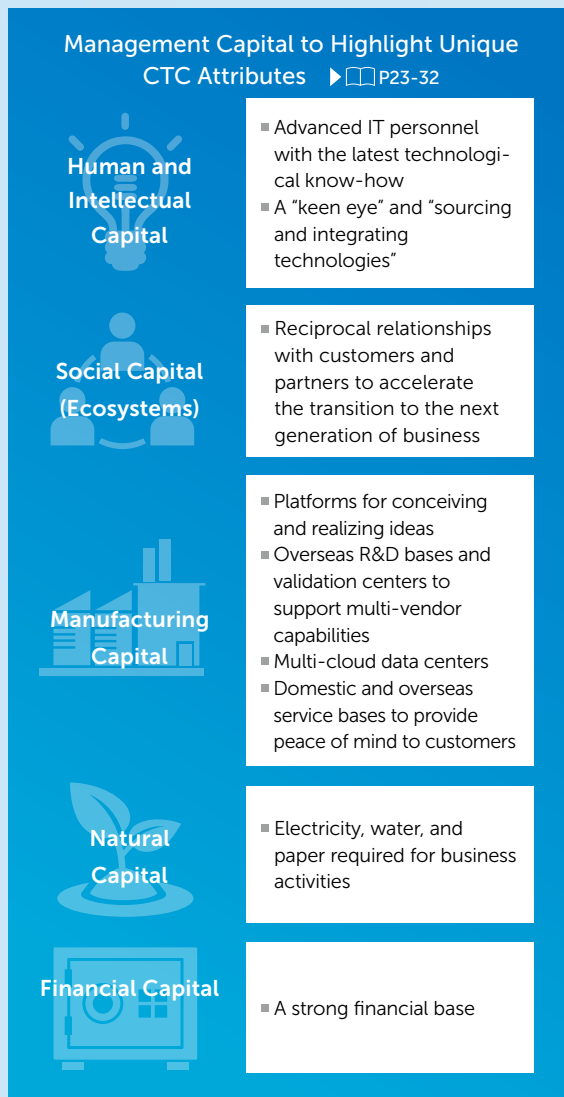 Management Capital to Highlight Unique
CTC Attributes P23-32
Human and
Intellectual
Capital
Advanced IT personnel
with the latest technologi-
cal know-how
A “keen eye” and “sourcing
and integrating
technologies”
Social Capital
(Ecosystems)
Reciprocal relationships
with customers and
partners to accelerate
the transition to the next
generation of business
Manufacturing
Capital
Platforms for conceiving
and realizing ideas
Overseas R&D bases and
validation centers to
support multi-vendor
capabilities
Multi-cloud data centers
Domestic and overseas
service bases to provide
peace of mind to customers
Natural
Capital
Electricity, water, and
paper required for business
activities
Financial Capital
A strong financial base